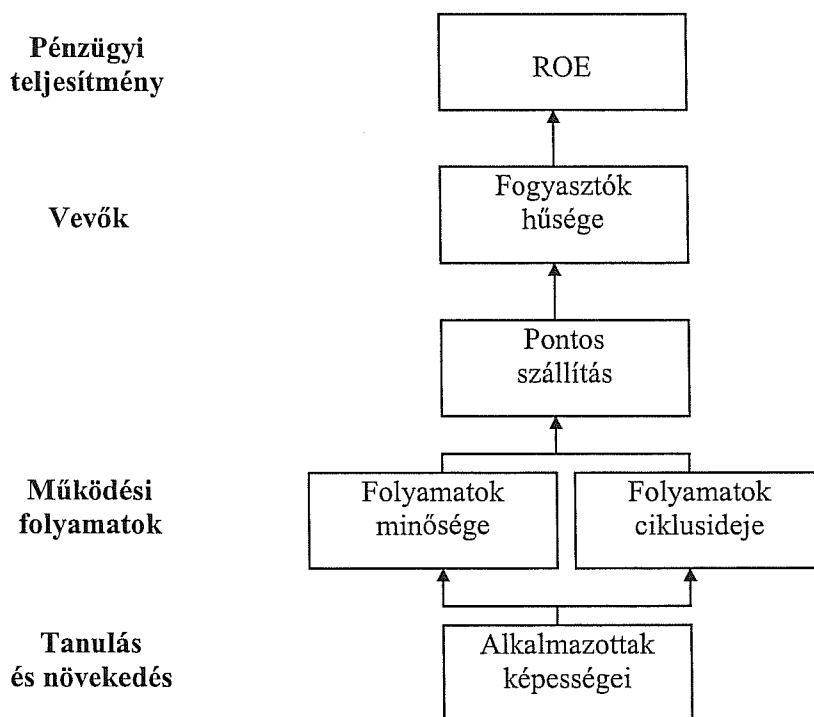 Pénzügyi
teljesítmény
ROE
Vevők
Fogyasztók
hűsége
Pontos
szállítás
Működési
folyamatok
Folyamatok
minősége
Folyamatok
ciklusideje
Tanulás
és növekedés
Alkalmazottak
képességei